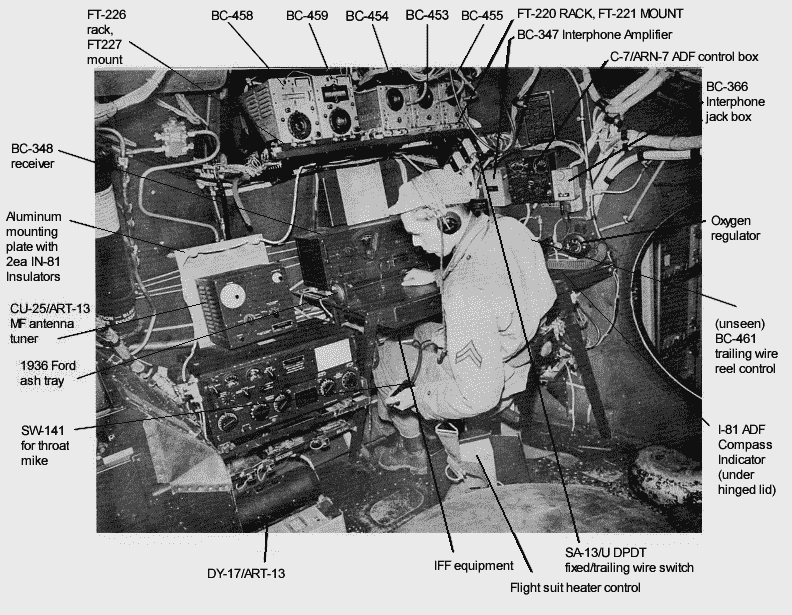 FT-226
rack,
FT227
mount
BC-458
BC-459
BC-454
BC-453
BC-455
FT-220 RACK, FT-221 MOUNT
BC-347 Interphone Amplifier
C-7/ARN-7 ADF control box
BC-366
Interphone
jack box
BC-348
receiver
Aluminum
mounting
plate with
2ea IN-81
Insulators
Oxygen
regulator
CU-25/ART-13
MF antenna
tuner
(unseen)
BC-461
trailing wire
reel control
1936 Ford
ash tray
SW-141
for throat
mike
I-81 ADF
Compass
Indicator
(under
hinged lid)
DY-17/ART-13
IFF equipment
SA-13/U DPDT
fixed/trailing wire switch
Flight suit heater control